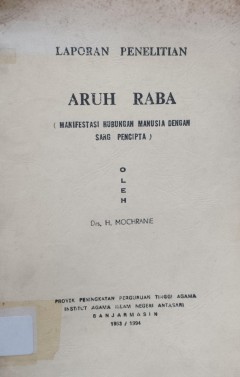 LAPORAN PENELITIAN
ARUH RABA
( MANIFESTASI HUBUNGAN MANUSIA DENGAN
SANG PENCIPTA )
O
L
E
H
Drs. H. MOCHRANIE
PROYEK PENINGKATAN PERGURUAN TINGGI AGAMA
INSTITUT AGAMA ISLAM NEGERI ANTASARI
BANJARMASIN